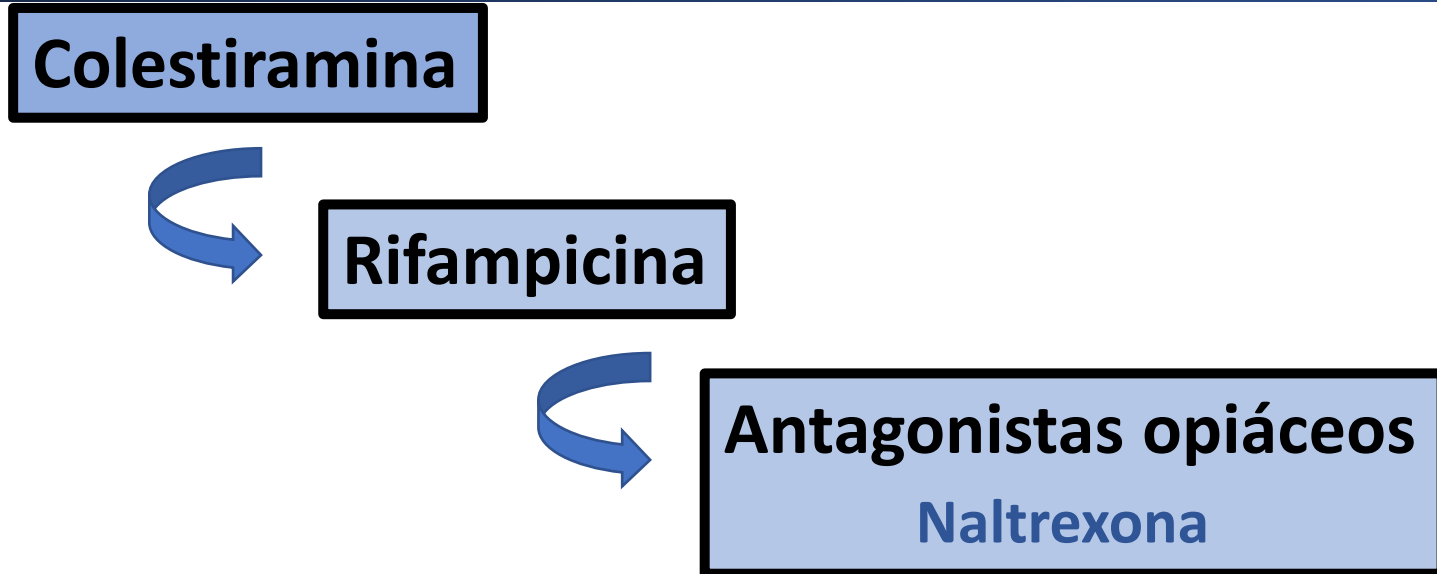 Colestiramina
Rifampicina
Antagonistas opiáceos
Naltrexona